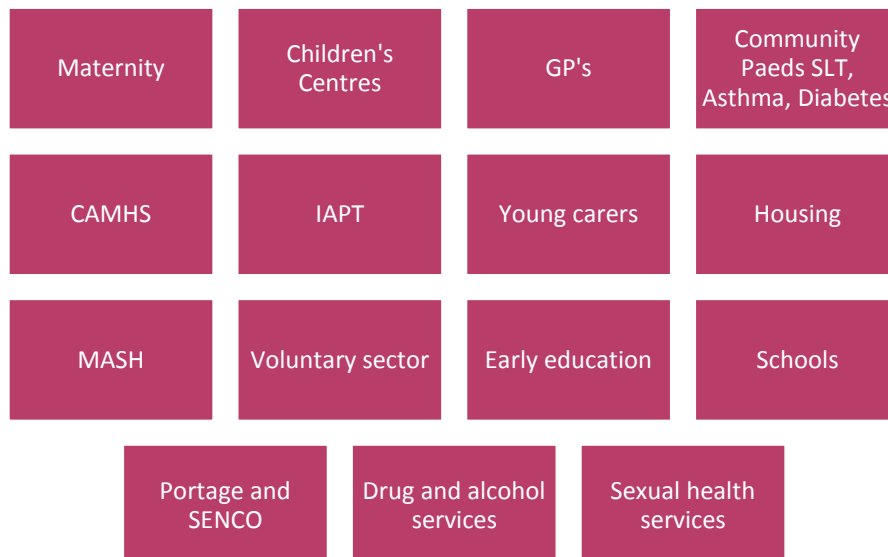 Maternity
Children's
Centres
GP's
Community
Paeds SLT,
Asthma, Diabetes
CAMHS
IAPT
Young carers
Housing
MASH
Voluntary sector
Early education
Schools
Portage and
SENCO
Drug and alcohol
services
Sexual health
services